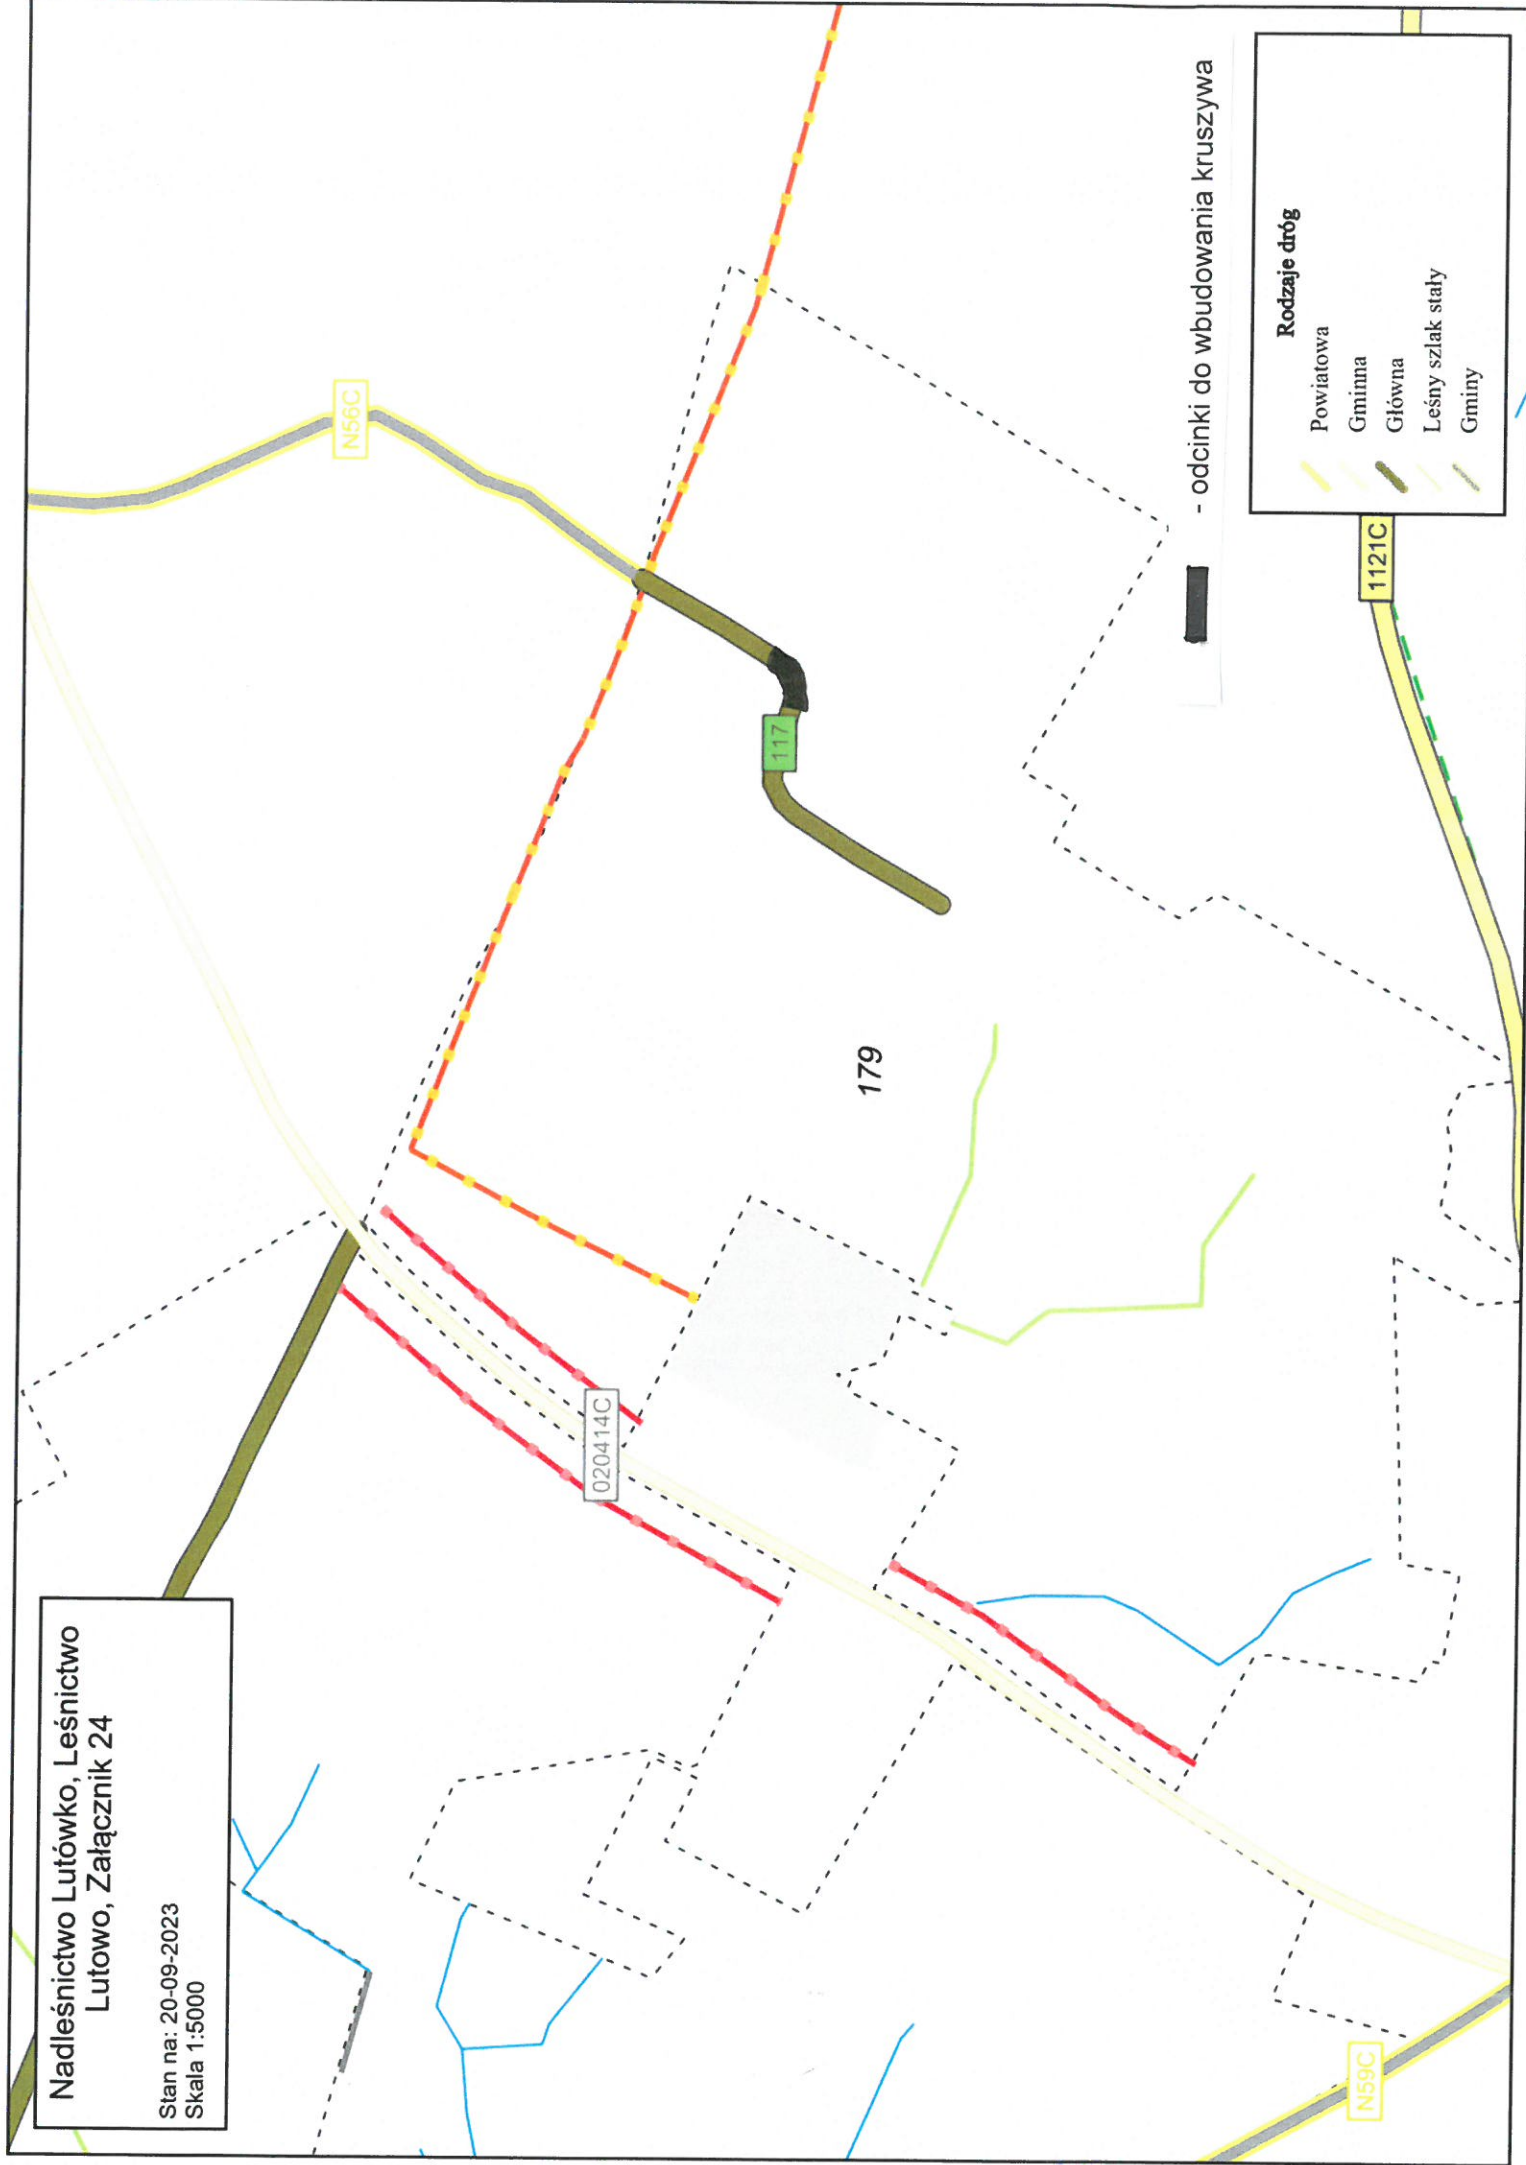 Nadleśnictwo Lutówko, Leśnictwo
Lutowo, Załącznik 24
Stan na: 20-09-2023
Skala 1:5000
N56C
117
179
020414C
N59C
1121C
- odcinki do wbudowania kruszywa
Rodzaje dróg
Powiatowa
Gminna
Główna
Leśny szlak stały
Gminy